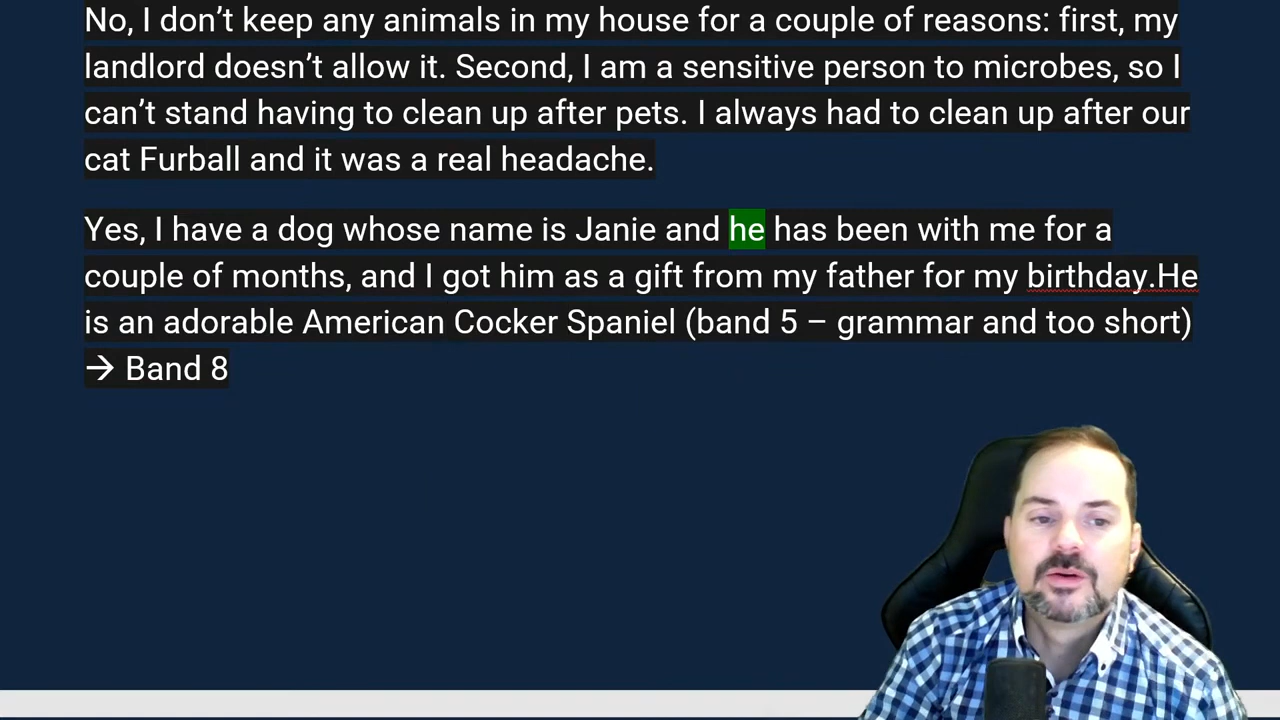 No, I don’t keep any animals in my house for a couple of reasons: first, my
landlord doesn’t allow it. Second, I am a sensitive person to microbes, so I
can’t stand having to clean up after pets. I always had to clean up after our
cat Furball and it was a real headache.
Yes, I have a dog whose name is Janie and he has been with me for a
couple of months, and I got him as a gift from my father for my birthday.He
is an adorable American Cocker Spaniel (band 5 – grammar and too short)
→ Band 8